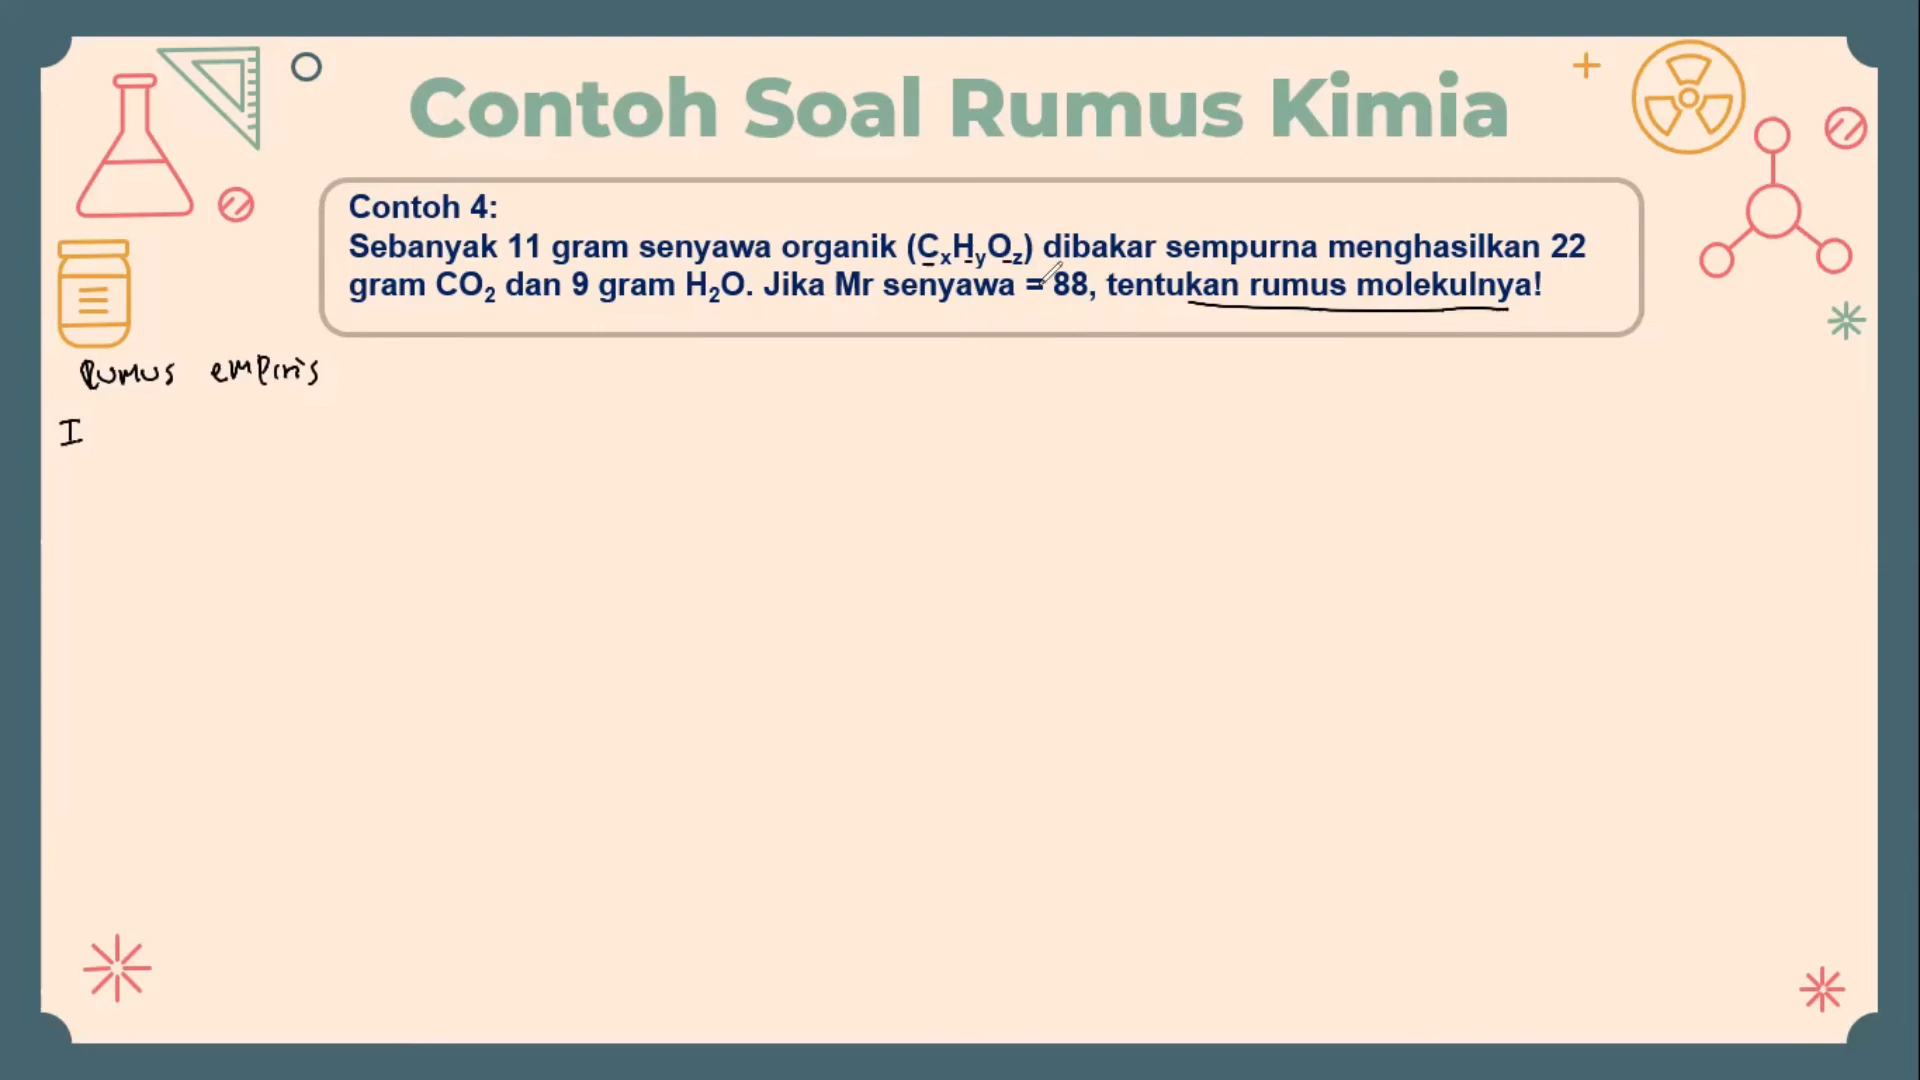 Contoh Soal Rumus Kimia
Contoh 4:
Sebanyak 11 gram senyawa organik (CₓHᵧO_z) dibakar sempurna menghasilkan 22
gram CO₂ dan 9 gram H₂O. Jika Mr senyawa = 88, tentukan rumus molekulnya!
Rumus empiris
I